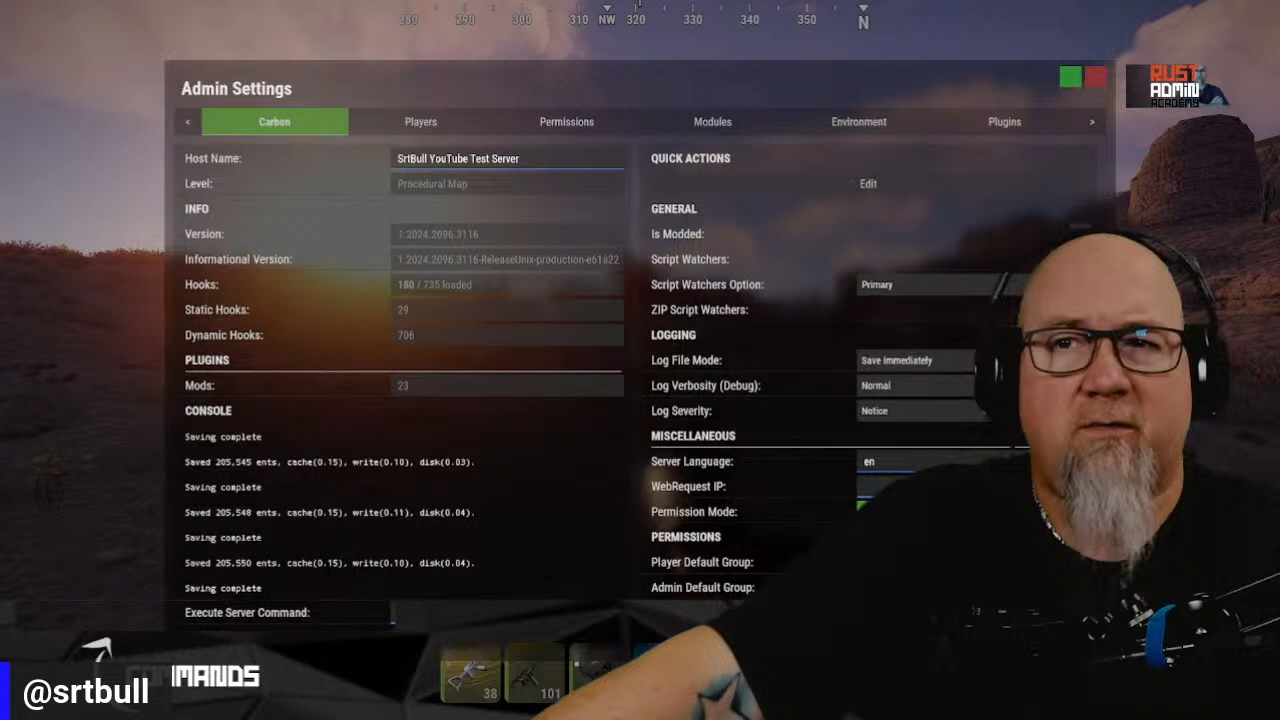 280 290 300 310 NW 320 330 340 350 N
Admin Settings
RUST
ADMIN
ACADEMY
< Carbon Players Permissions Modules Environment Plugins >
Host Name: SrtBull YouTube Test Server
Level: Procedural Map
INFO
Version: 1.2024.2096.3116
Informational Version: 1.2024.2096.3116-ReleaseUnix-production-e61a22
Hooks: 180 / 735 loaded
Static Hooks: 29
Dynamic Hooks: 706
PLUGINS
Mods: 23
CONSOLE
Saving complete
Saved 205,545 ents, cache(0.15), write(0.10), disk(0.03).
Saving complete
Saved 205,548 ents, cache(0.15), write(0.11), disk(0.04).
Saving complete
Saved 205,550 ents, cache(0.15), write(0.10), disk(0.04).
Saving complete
Execute Server Command:
QUICK ACTIONS
Edit
GENERAL
Is Modded:
Script Watchers:
Script Watchers Option: Primary
ZIP Script Watchers:
LOGGING
Log File Mode: Save immediately
Log Verbosity (Debug): Normal
Log Severity: Notice
MISCELLANEOUS
Server Language: en
WebRequest IP:
Permission Mode:
PERMISSIONS
Player Default Group:
Admin Default Group:
38 101
COMMANDS
@srtbull